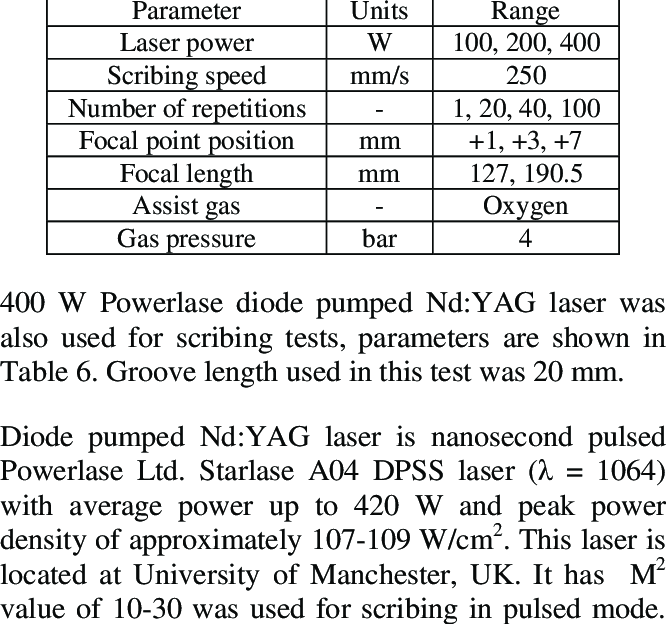 Parameter Units Range
Laser power W 100, 200, 400
Scribing speed mm/s 250
Number of repetitions - 1, 20, 40, 100
Focal point position mm +1, +3, +7
Focal length mm 127, 190.5
Assist gas - Oxygen
Gas pressure bar 4
400 W Powerlase diode pumped Nd:YAG laser was
also used for scribing tests, parameters are shown in
Table 6. Groove length used in this test was 20 mm.
Diode pumped Nd:YAG laser is nanosecond pulsed
Powerlase Ltd. Starlase A04 DPSS laser (λ = 1064)
with average power up to 420 W and peak power
density of approximately 107-109 W/cm². This laser is
located at University of Manchester, UK. It has M²
value of 10-30 was used for scribing in pulsed mode.